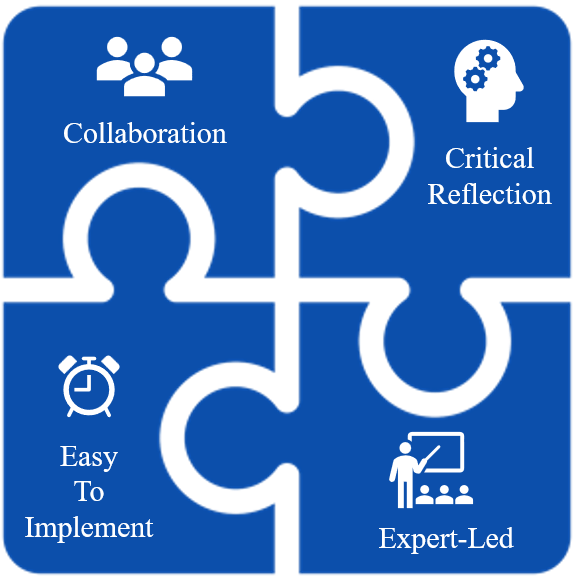 Collaboration
Critical
Reflection
Easy
To
Implement
Expert-Led